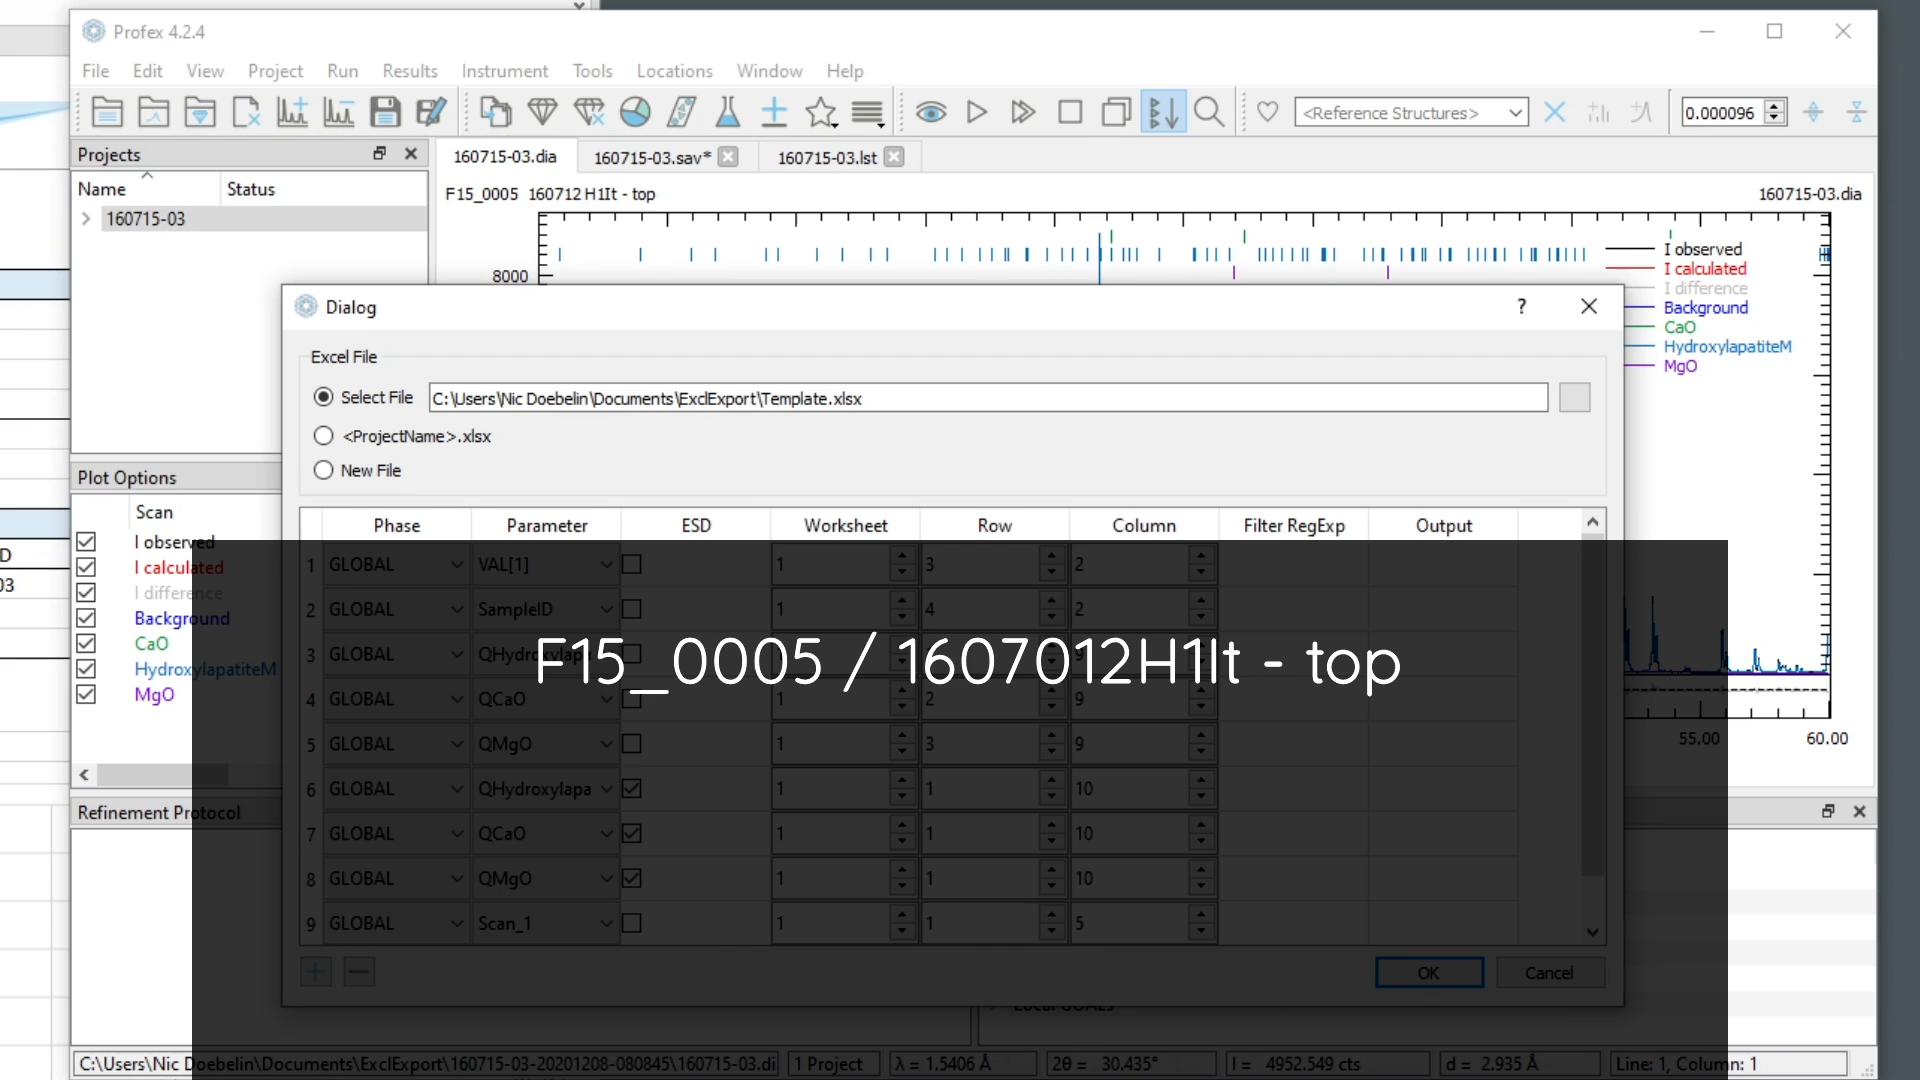 Profex 4.2.4
File Edit View Project Run Results Instrument Tools Locations Window Help
<Reference Structures> 0.000096
Projects
160715-03.dia 160715-03.sav* 160715-03.lst
Name Status
F15_0005 160712 H1It - top 160715-03.dia
160715-03
8000
I observed
I calculated
I difference
Background
CaO
HydroxylapatiteM
MgO
Dialog ?
Excel File
Select File C:\Users\Nic Doebelin\Documents\ExclExport\Template.xlsx
<ProjectName>.xlsx
New File
Plot Options
Scan
I observed
I calculated
I difference
Background
CaO
HydroxylapatiteM
MgO
D
03
Phase Parameter ESD Worksheet Row Column Filter RegExp Output
1 GLOBAL VAL[1] 1 3 2
2 GLOBAL SampleID 1 4 2
3 GLOBAL QHydroxylap
F15_0005 / 1607012H1It - top
4 GLOBAL QCaO 1 2 9
5 GLOBAL QMgO 1 3 9
6 GLOBAL QHydroxylapa 1 1 10
7 GLOBAL QCaO 1 1 10
8 GLOBAL QMgO 1 1 10
9 GLOBAL Scan_1 1 1 5
55.00 60.00
OK Cancel
Refinement Protocol
Local GOALs
C:\Users\Nic Doebelin\Documents\ExclExport\160715-03-20201208-080845\160715-03.di 1 Project λ = 1.5406 Å 2θ = 30.435° I = 4952.549 cts d = 2.935 Å Line: 1, Column: 1